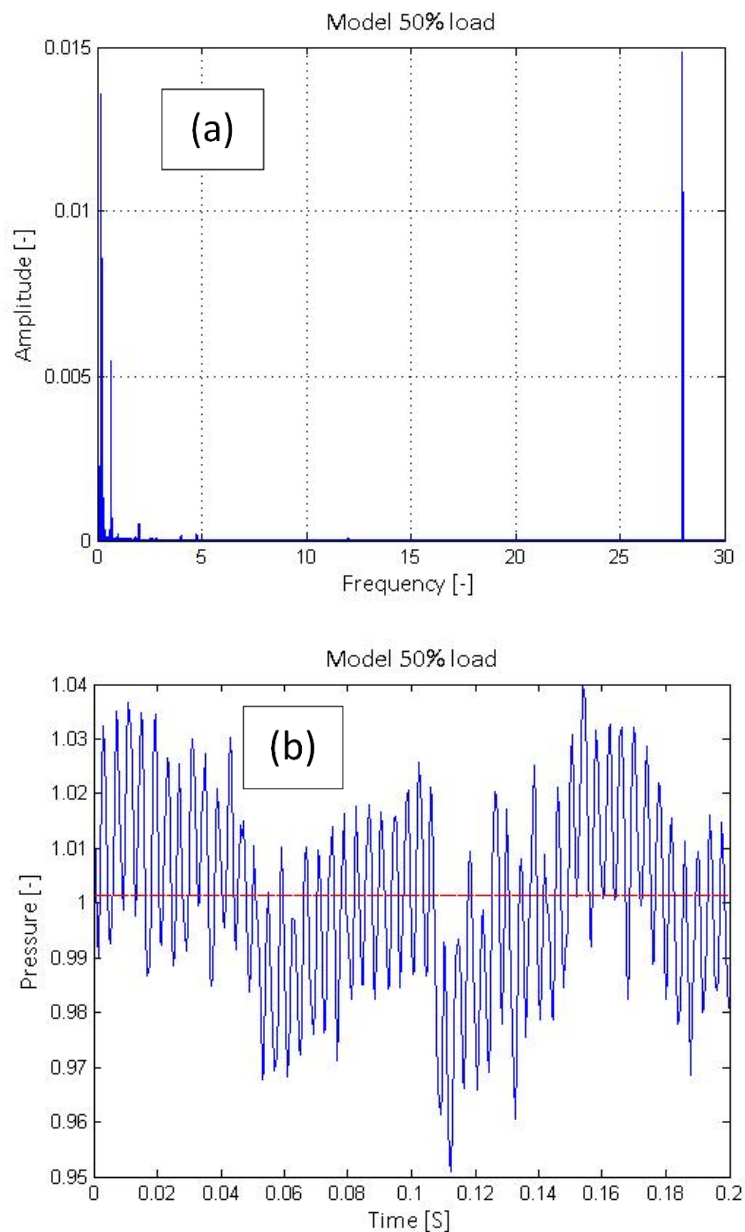 Model 50% load
0.015
(a)
0.01
Amplitude [-]
0.005
0
0 5 10 15 20 25 30
Frequency [-]
Model 50% load
1.04
(b)
1.03
1.02
1.01
1
Pressure [-]
0.99
0.98
0.97
0.96
0.95
0 0.02 0.04 0.06 0.08 0.1 0.12 0.14 0.16 0.18 0.2
Time [S]